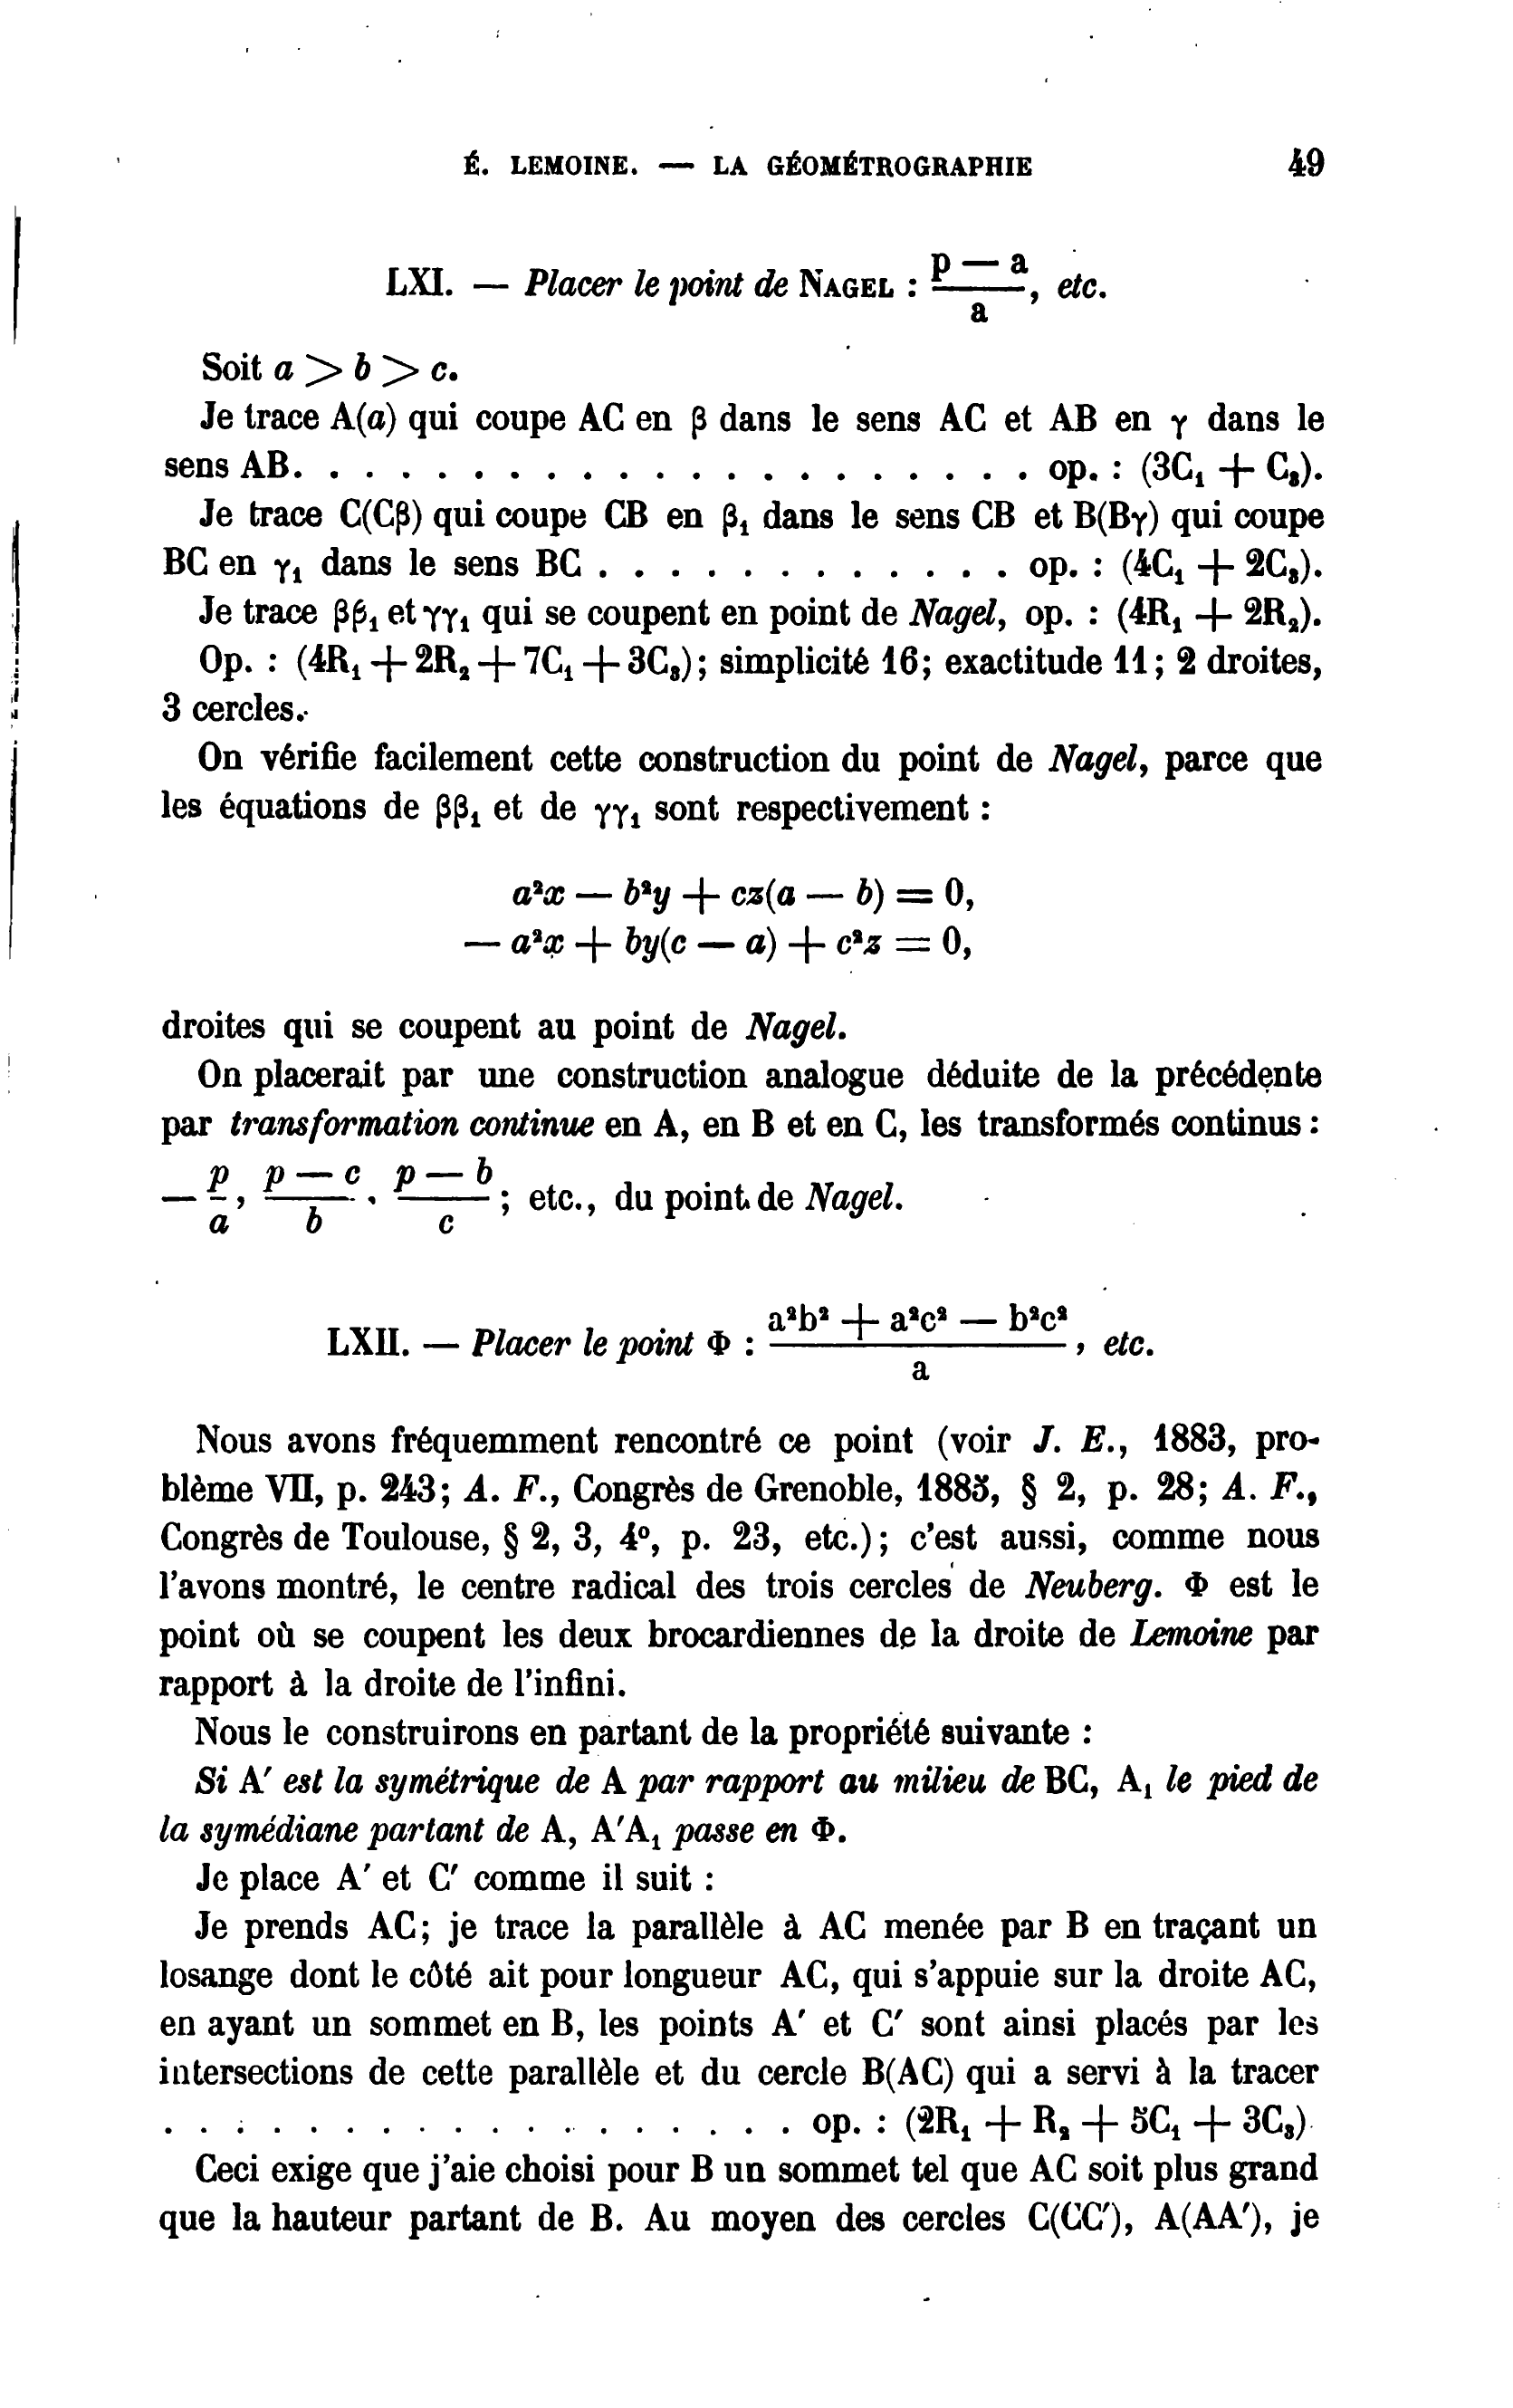 É. LEMOINE. — LA GÉOMÉTROGRAPHIE 49
LXI. — Placer le point de NAGEL : (p — a)/a, etc.
Soit a > b > c.
Je trace A(a) qui coupe AC en β dans le sens AC et AB en γ dans le
sens AB. . . . . . . . . . . . . . . . . . . . . op. : (3C₁ + C₃).
Je trace C(Cβ) qui coupe CB en β₁ dans le sens CB et B(Bγ) qui coupe
BC en γ₁ dans le sens BC . . . . . . . . . . . . op. : (4C₁ + 2C₃).
Je trace ββ₁ et γγ₁ qui se coupent en point de Nagel, op. : (4R₁ + 2R₂).
Op. : (4R₁ + 2R₂ + 7C₁ + 3C₃); simplicité 16; exactitude 11; 2 droites,
3 cercles.
On vérifie facilement cette construction du point de Nagel, parce que
les équations de ββ₁ et de γγ₁ sont respectivement :
a²x — b²y + cz(a — b) = 0,
— a²x + by(c — a) + c²z = 0,
droites qui se coupent au point de Nagel.
On placerait par une construction analogue déduite de la précédente
par transformation continue en A, en B et en C, les transformés continus :
— p/a, (p — c)/b, (p — b)/c; etc., du point de Nagel.
LXII. — Placer le point Φ : (a²b² + a²c² — b²c²)/a, etc.
Nous avons fréquemment rencontré ce point (voir J. E., 1883, pro-
blème VII, p. 243; A. F., Congrès de Grenoble, 1885, § 2, p. 28; A. F.,
Congrès de Toulouse, § 2, 3, 4°, p. 23, etc.); c'est aussi, comme nous
l'avons montré, le centre radical des trois cercles de Neuberg. Φ est le
point où se coupent les deux brocardiennes de la droite de Lemoine par
rapport à la droite de l'infini.
Nous le construirons en partant de la propriété suivante :
Si A′ est la symétrique de A par rapport au milieu de BC, A₁ le pied de
la symédiane partant de A, A′A₁ passe en Φ.
Je place A′ et C′ comme il suit :
Je prends AC; je trace la parallèle à AC menée par B en traçant un
losange dont le côté ait pour longueur AC, qui s'appuie sur la droite AC,
en ayant un sommet en B, les points A′ et C′ sont ainsi placés par les
intersections de cette parallèle et du cercle B(AC) qui a servi à la tracer
. . . . . . . . . . . . . . . . . . op. : (2R₁ + R₂ + 5C₁ + 3C₃)
Ceci exige que j'aie choisi pour B un sommet tel que AC soit plus grand
que la hauteur partant de B. Au moyen des cercles C(CC′), A(AA′), je